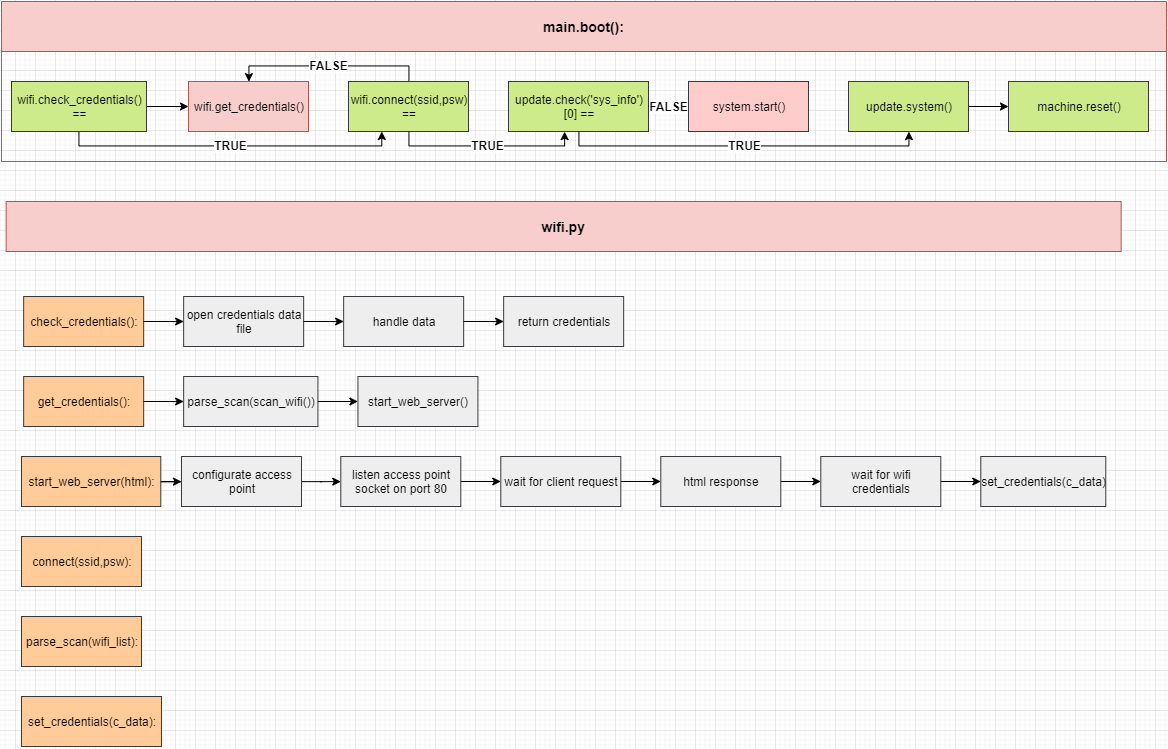 main.boot():
FALSE
wifi.check_credentials()
==
wifi.get_credentials()
wifi.connect(ssid,psw)
==
update.check('sys_info')
[0] ==
FALSE
system.start()
update.system()
machine.reset()
TRUE
TRUE
TRUE
wifi.py
check_credentials():
open credentials data
file
handle data
return credentials
get_credentials():
parse_scan(scan_wifi())
start_web_server()
start_web_server(html):
configurate access
point
listen access point
socket on port 80
wait for client request
html response
wait for wifi
credentials
set_credentials(c_data)
connect(ssid,psw):
parse_scan(wifi_list):
set_credentials(c_data):